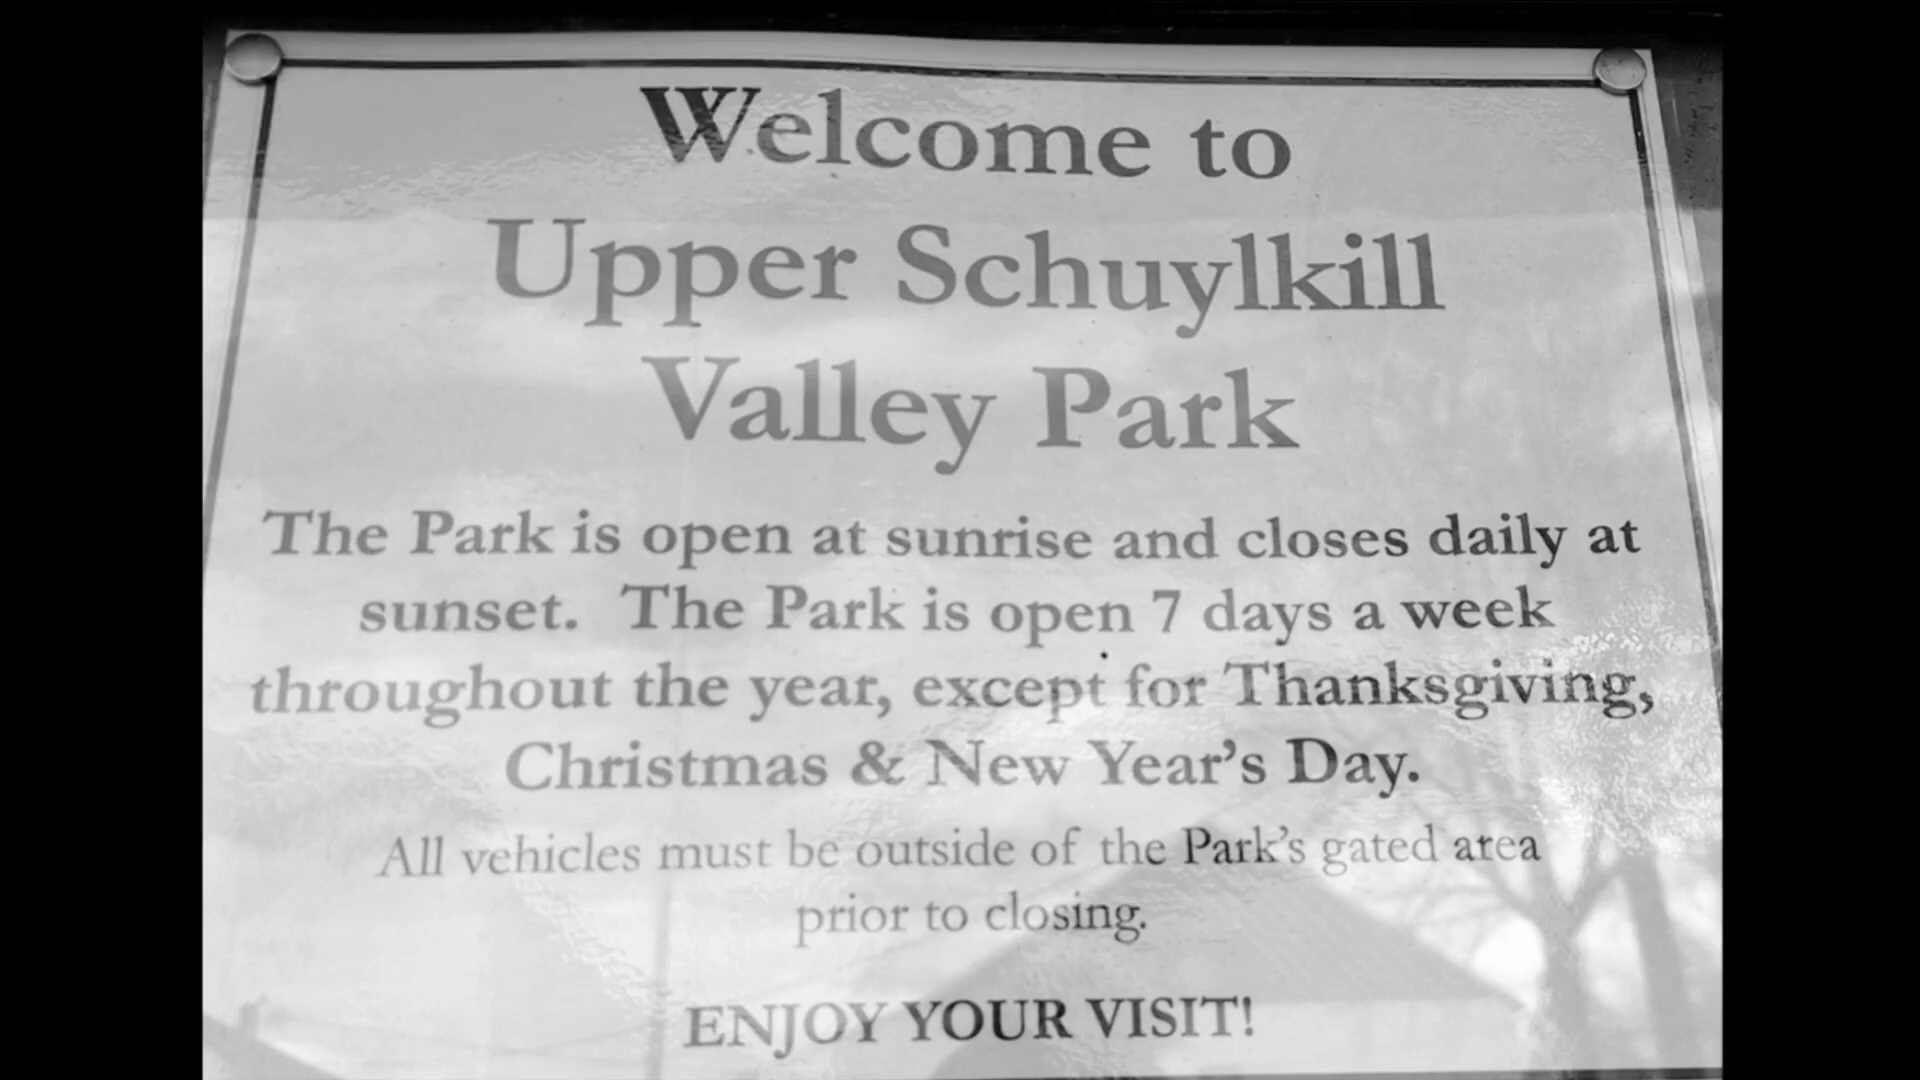 Welcome to
Upper Schuylkill
Valley Park
The Park is open at sunrise and closes daily at
sunset. The Park is open 7 days a week
throughout the year, except for Thanksgiving,
Christmas & New Year's Day.
All vehicles must be outside of the Park's gated area
prior to closing.
ENJOY YOUR VISIT!